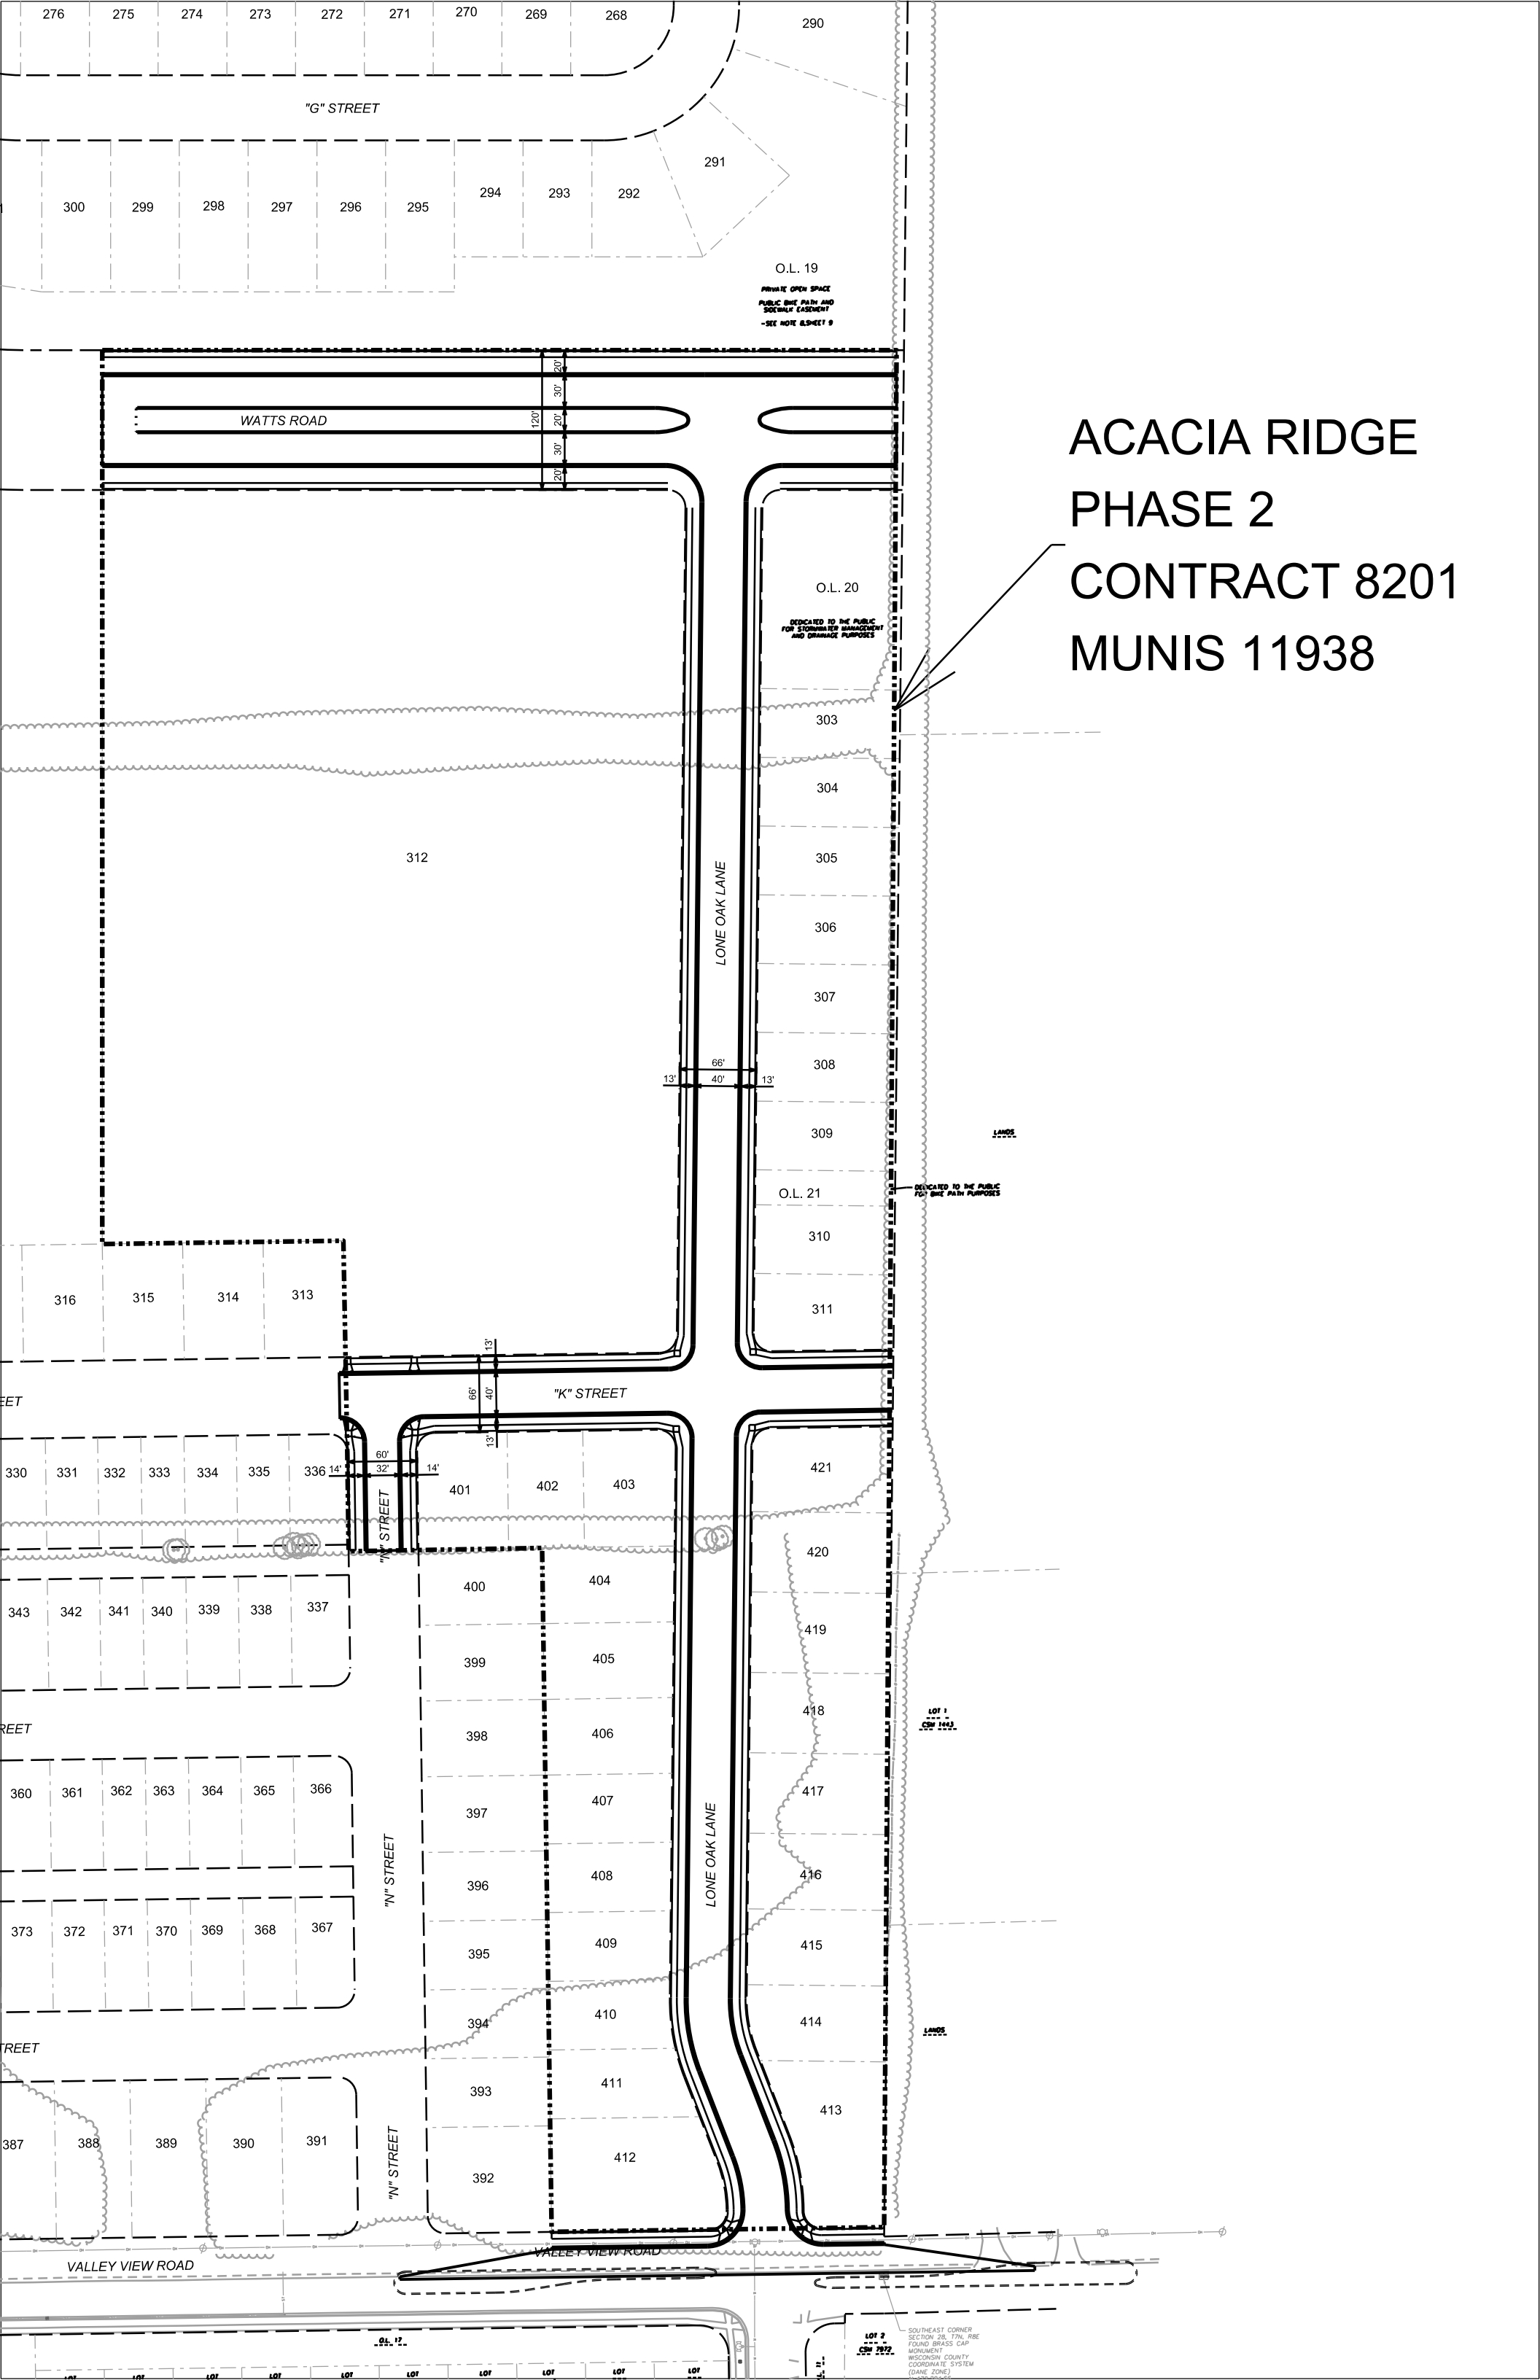 276 275 274 273 272 271 270 269 268 290
"G" STREET
291
300 299 298 297 296 295 294 293 292
O.L. 19
PRIVATE OPEN SPACE
PUBLIC BIKE PATH AND
SIDEWALK EASEMENT
-SEE NOTE 8,SHEET 9
WATTS ROAD
120'
20'
30'
20'
30'
20'
ACACIA RIDGE
PHASE 2
CONTRACT 8201
MUNIS 11938
O.L. 20
DEDICATED TO THE PUBLIC
FOR STORMWATER MANAGEMENT
AND DRAINAGE PURPOSES
303
304
312
305
LONE OAK LANE
306
307
308
66'
13' 40' 13'
309
LANDS
O.L. 21
DEDICATED TO THE PUBLIC
FOR BIKE PATH PURPOSES
310
316 315 314 313
311
13'
66'
40'
13'
"K" STREET
EET
330 331 332 333 334 335 336
60'
14' 32' 14'
401 402 403
421
"N" STREET
420
400 404
343 342 341 340 339 338 337
419
399 405
418
LOT 1
CSM 1443
REET
398 406
360 361 362 363 364 365 366
417
397 407
"N" STREET
LONE OAK LANE
396 408 416
373 372 371 370 369 368 367
395 409 415
394 410 414
LANDS
TREET
393 411
413
387 388 389 390 391
"N" STREET
392 412
VALLEY VIEW ROAD
VALLEY VIEW ROAD
O.L. 17
LOT 2
CSM 7972
SOUTHEAST CORNER
SECTION 28, T7N, R8E
FOUND BRASS CAP
MONUMENT
WISCONSIN COUNTY
COORDINATE SYSTEM
(DANE ZONE)
LOT LOT LOT LOT LOT LOT LOT LOT LOT